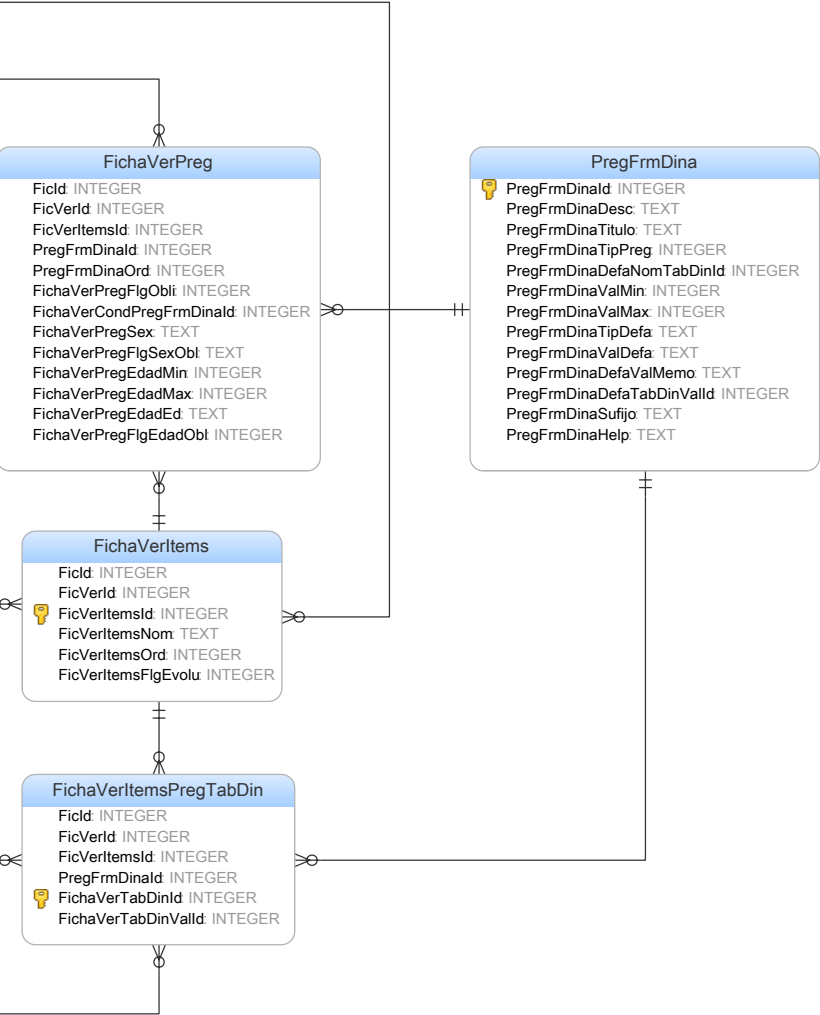 FichaVerPreg
FicId: INTEGER
FicVerId: INTEGER
FicVerItemsId: INTEGER
PregFrmDinaId: INTEGER
PregFrmDinaOrd: INTEGER
FichaVerPregFlgObli: INTEGER
FichaVerCondPregFrmDinaId: INTEGER
FichaVerPregSex: TEXT
FichaVerPregFlgSexObl: TEXT
FichaVerPregEdadMin: INTEGER
FichaVerPregEdadMax: INTEGER
FichaVerPregEdadEd: TEXT
FichaVerPregFlgEdadObl: INTEGER
PregFrmDina
PregFrmDinaId: INTEGER
PregFrmDinaDesc: TEXT
PregFrmDinaTitulo: TEXT
PregFrmDinaTipPreg: INTEGER
PregFrmDinaDefaNomTabDinId: INTEGER
PregFrmDinaValMin: INTEGER
PregFrmDinaValMax: INTEGER
PregFrmDinaTipDefa: TEXT
PregFrmDinaValDefa: TEXT
PregFrmDinaDefaValMemo: TEXT
PregFrmDinaDefaTabDinValId: INTEGER
PregFrmDinaSufijo: TEXT
PregFrmDinaHelp: TEXT
FichaVerItems
FicId: INTEGER
FicVerId: INTEGER
FicVerItemsId: INTEGER
FicVerItemsNom: TEXT
FicVerItemsOrd: INTEGER
FicVerItemsFlgEvolu: INTEGER
FichaVerItemsPregTabDin
FicId: INTEGER
FicVerId: INTEGER
FicVerItemsId: INTEGER
PregFrmDinaId: INTEGER
FichaVerTabDinId: INTEGER
FichaVerTabDinValId: INTEGER